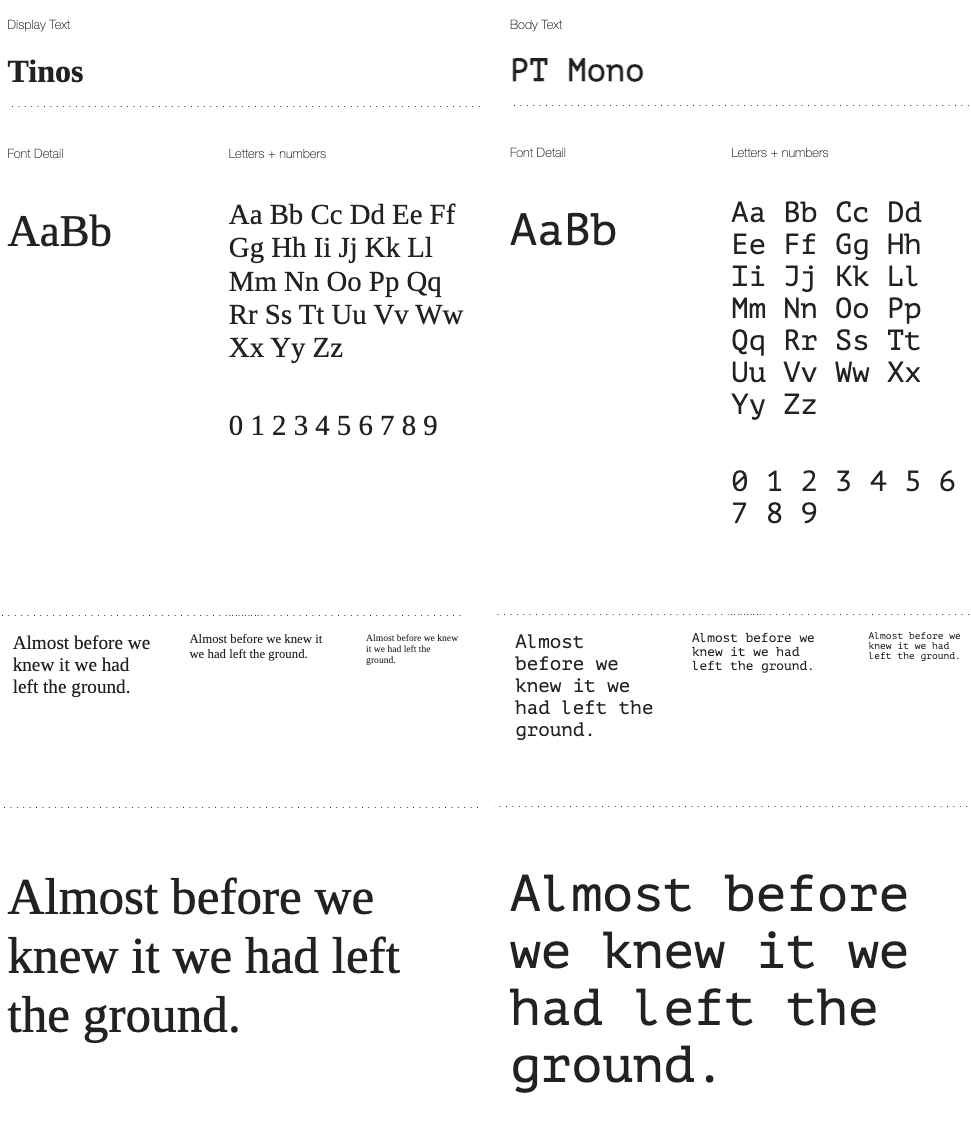 Display Text
Tinos
Font Detail
AaBb
Letters + numbers
Aa Bb Cc Dd Ee Ff
Gg Hh Ii Jj Kk Ll
Mm Nn Oo Pp Qq
Rr Ss Tt Uu Vv Ww
Xx Yy Zz
0 1 2 3 4 5 6 7 8 9
Almost before we
knew it we had
left the ground.
Almost before we knew it
we had left the ground.
Almost before we knew
it we had left the
ground.
Almost before we
knew it we had left
the ground.
Body Text
PT Mono
Font Detail
AaBb
Letters + numbers
Aa Bb Cc Dd
Ee Ff Gg Hh
Ii Jj Kk Ll
Mm Nn Oo Pp
Qq Rr Ss Tt
Uu Vv Ww Xx
Yy Zz
0 1 2 3 4 5 6
7 8 9
Almost
before we
knew it we
had left the
ground.
Almost before we
knew it we had
left the ground.
Almost before we
knew it we had
left the ground.
Almost before
we knew it we
had left the
ground.